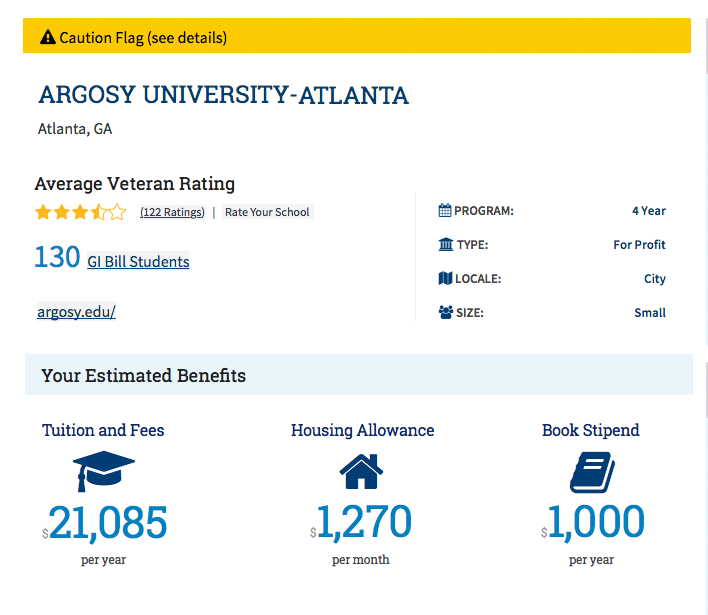 Caution Flag (see details)
ARGOSY UNIVERSITY-ATLANTA
Atlanta, GA
Average Veteran Rating
(122 Ratings) | Rate Your School
130 GI Bill Students
argosy.edu/
PROGRAM: 4 Year
TYPE: For Profit
LOCALE: City
SIZE: Small
Your Estimated Benefits
Tuition and Fees
$21,085
per year
Housing Allowance
$1,270
per month
Book Stipend
$1,000
per year